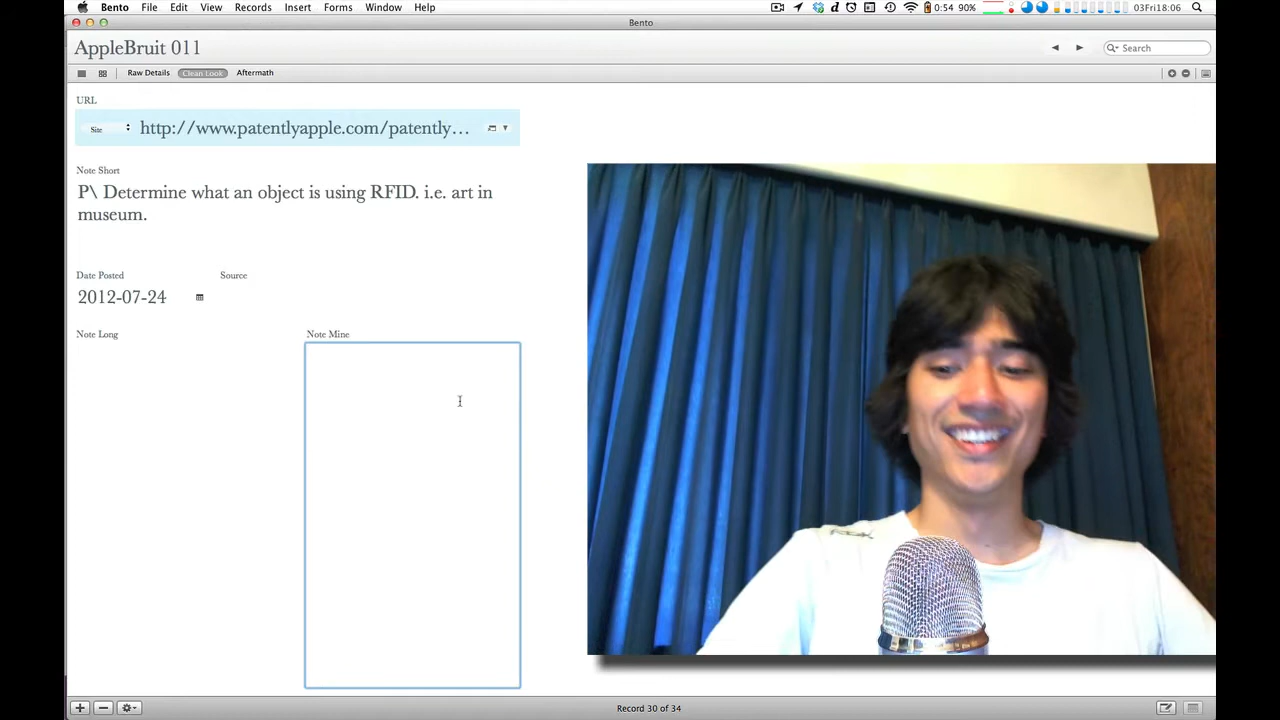 Bento File Edit View Records Insert Forms Window Help 0:54 90% 03Fri18:06
Bento
AppleBruit 011
Search
Raw Details Clean Look Aftermath
URL
Site http://www.patentlyapple.com/patently...
Note Short
P\ Determine what an object is using RFID. i.e. art in
museum.
Date Posted Source
2012-07-24
Note Long Note Mine
Record 30 of 34